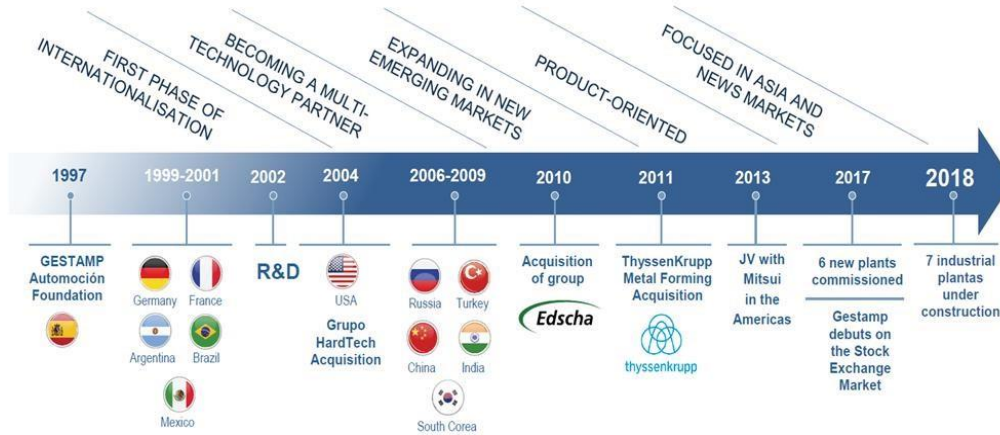 FIRST PHASE OF
INTERNATIONALISATION
BECOMING A MULTI-
TECHNOLOGY PARTNER
EXPANDING IN NEW
EMERGING MARKETS
PRODUCT-ORIENTED
FOCUSED IN ASIA AND
NEWS MARKETS
1997
1999-2001
2002
2004
2006-2009
2010
2011
2013
2017
2018
GESTAMP
Automoción
Foundation
Germany
France
Argentina
Brazil
Mexico
R&D
USA
Grupo
HardTech
Acquisition
Russia
Turkey
China
India
South Corea
Acquisition
of group
Edscha
ThyssenKrupp
Metal Forming
Acquisition
thyssenkrupp
JV with
Mitsui
in the
Americas
6 new plants
commissioned
Gestamp
debuts on
the Stock
Exchange
Market
7 industrial
plantas
under
construction